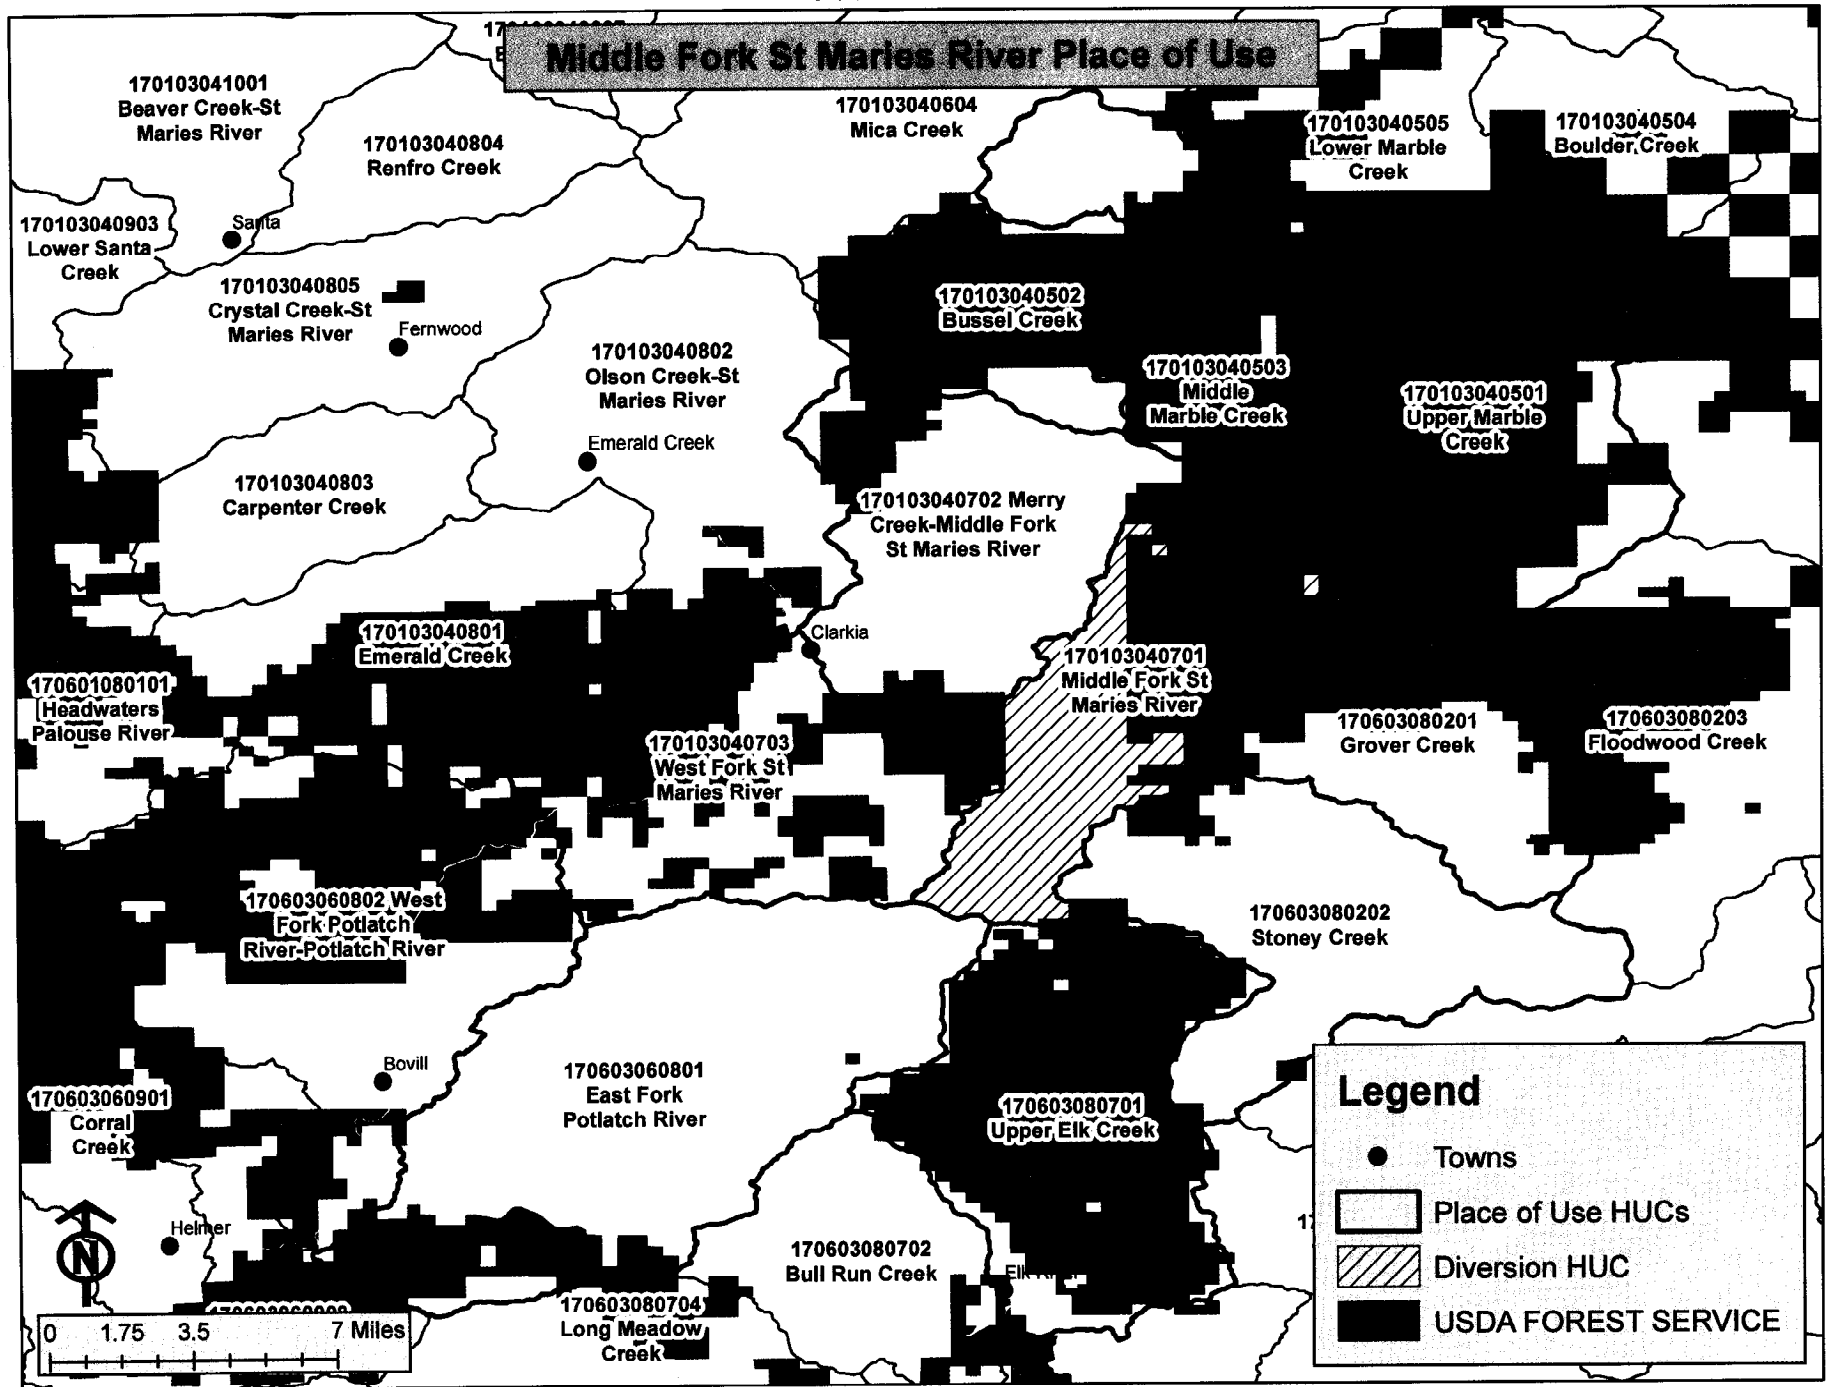 Middle Fork St Maries River Place of Use
170103041001
Beaver Creek-St
Maries River
170103040804
Renfro Creek
170103040604
Mica Creek
170103040505
Lower Marble
Creek
170103040504
Boulder Creek
170103040903
Lower Santa
Creek
Santa
170103040805
Crystal Creek-St
Maries River
Fernwood
170103040502
Bussel Creek
170103040802
Olson Creek-St
Maries River
170103040503
Middle
Marble Creek
170103040501
Upper Marble
Creek
Emerald Creek
170103040803
Carpenter Creek
170103040702 Merry
Creek-Middle Fork
St Maries River
170103040801
Emerald Creek
Clarkia
170103040701
Middle Fork St
Maries River
170601080101
Headwaters
Palouse River
170103040703
West Fork St
Maries River
170603080201
Grover Creek
170603080203
Floodwood Creek
170603060802 West
Fork Potlatch
River-Potlatch River
170603080202
Stoney Creek
Bovill
170603060801
East Fork
Potlatch River
170603060901
Corral
Creek
170603080701
Upper Elk Creek
Helmer
170603080702
Bull Run Creek
170603080704
Long Meadow
Creek
N
0 1.75 3.5 7 Miles
Legend
Towns
Place of Use HUCs
Diversion HUC
USDA FOREST SERVICE